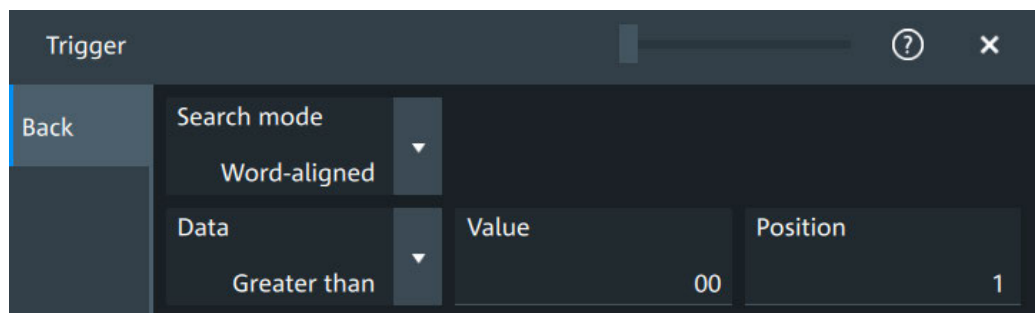 Trigger
Back
Search mode
Word-aligned
Data
Greater than
Value
00
Position
1